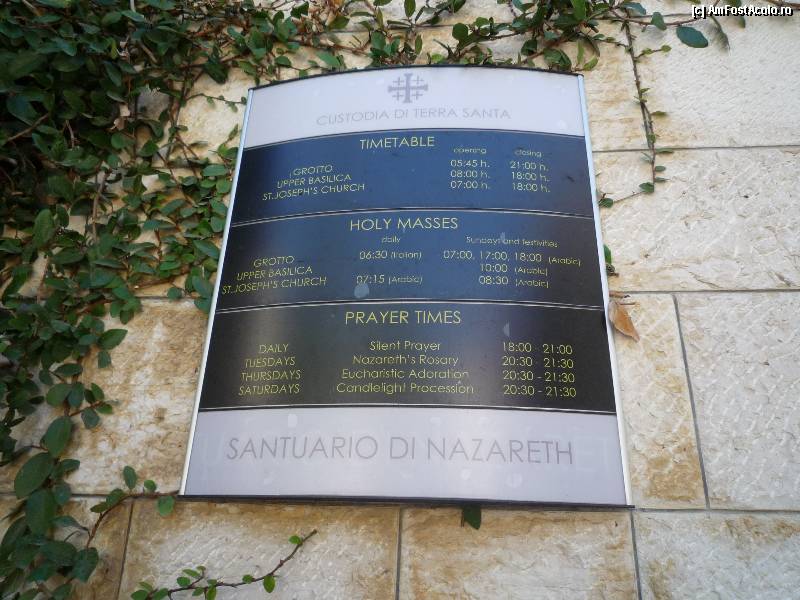 (c) AmFostAcolo.ro
CUSTODIA DI TERRA SANTA
TIMETABLE
opening closing
GROTTO 05:45 h. 21:00 h.
UPPER BASILICA 08:00 h. 18:00 h.
ST.JOSEPH'S CHURCH 07:00 h. 18:00 h.
HOLY MASSES
daily Sundays and festivities
GROTTO 06:30 (Italian) 07:00, 17:00, 18:00 (Arabic)
UPPER BASILICA 10:00 (Arabic)
ST.JOSEPH'S CHURCH 07:15 (Arabic) 08:30 (Arabic)
PRAYER TIMES
DAILY Silent Prayer 18:00 - 21:00
TUESDAYS Nazareth's Rosary 20:30 - 21:30
THURSDAYS Eucharistic Adoration 20:30 - 21:30
SATURDAYS Candlelight Procession 20:30 - 21:30
SANTUARIO DI NAZARETH